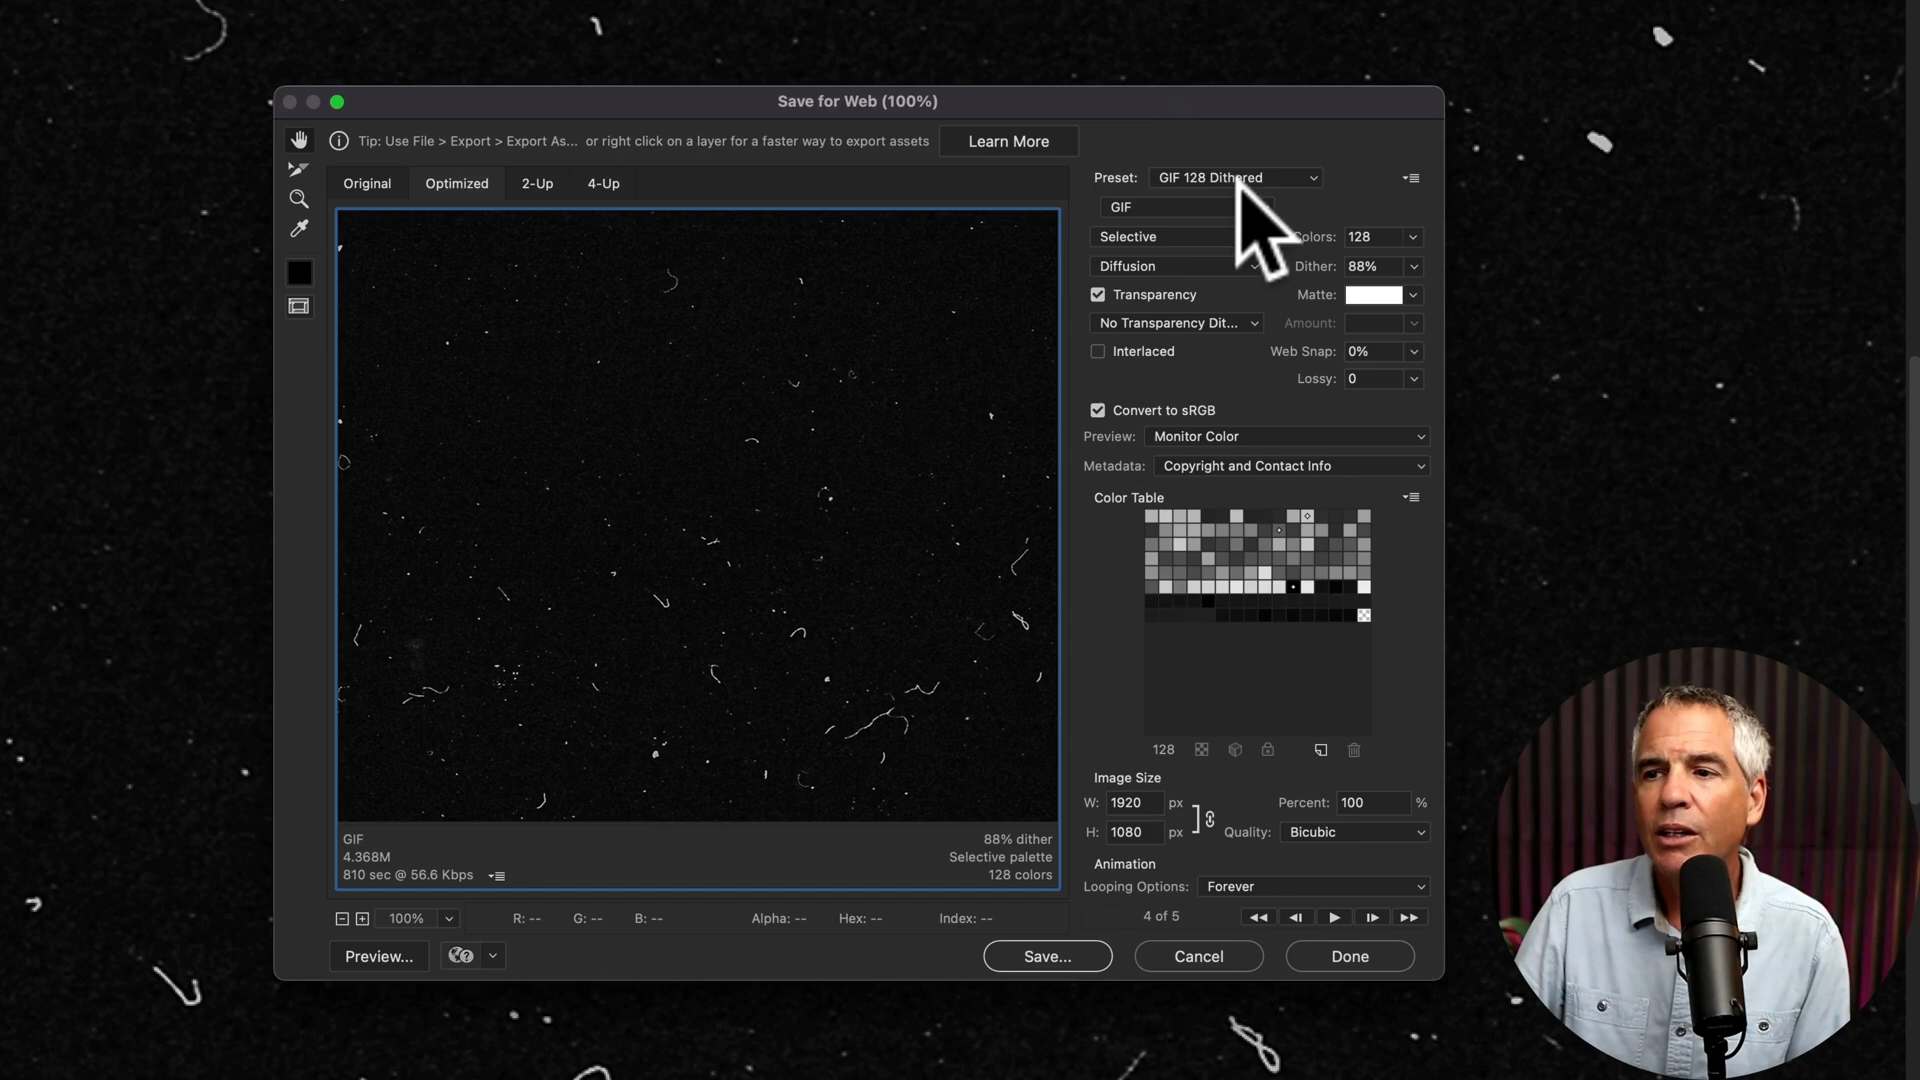 Save for Web (100%)
Tip: Use File > Export > Export As... or right click on a layer for a faster way to export assets
Learn More
Original
Optimized
2-Up
4-Up
Preset:
GIF
Selective
128
Diffusion
Dither:
88%
Transparency
Matte:
No Transparency Dit...
Amount:
Interlaced
Web Snap:
0%
Lossy:
0
Convert to sRGB
Preview:
Monitor Color
Metadata:
Copyright and Contact Info
Color Table
128
Image Size
W:
1920
px
Percent:
100
%
H:
1080
px
Quality:
Bicubic
Animation
Looping Options:
Forever
4 of 5
GIF
88% dither
4.368M
Selective palette
810 sec @ 56.6 Kbps
128 colors
100%
R: --
G: --
B: --
Alpha: --
Hex: --
Index: --
Preview...
Save...
Cancel
Done